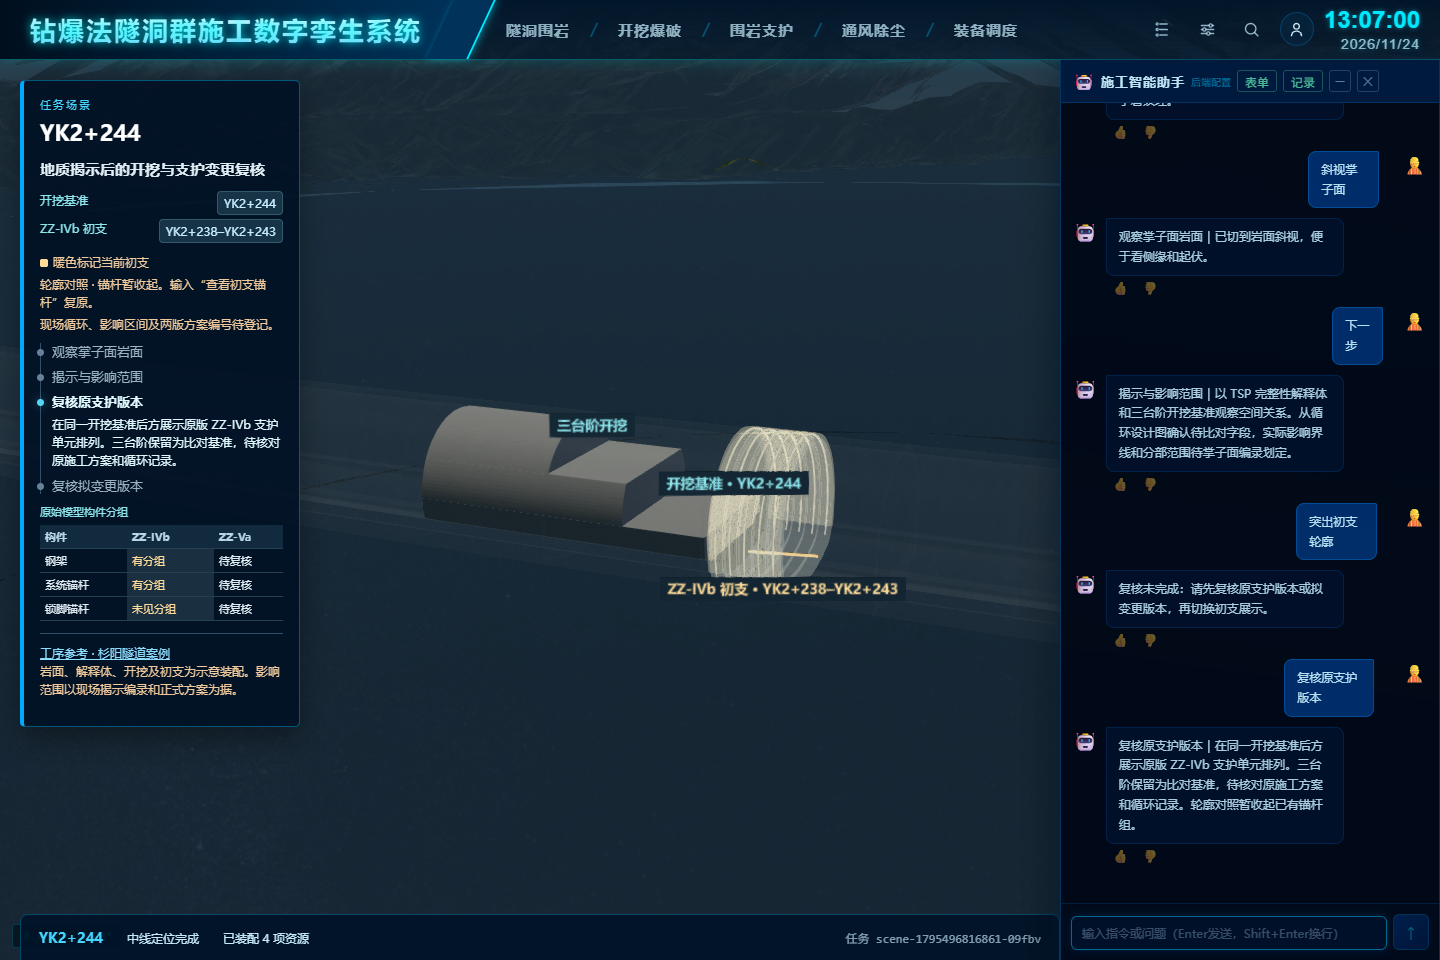 钻爆法隧洞群施工数字孪生系统
隧洞围岩 / 开挖爆破 / 围岩支护 / 通风除尘 / 装备调度
13:07:00
2026/11/24
任务场景
YK2+244
地质揭示后的开挖与支护变更复核
开挖基准 YK2+244
ZZ-IVb 初支 YK2+238–YK2+243
暖色标记当前初支
轮廓对照 · 锚杆暂收起。输入“查看初支锚
杆”复原。
现场循环、影响区间及两版方案编号待登记。
观察掌子面岩面
揭示与影响范围
复核原支护版本
在同一开挖基准后方展示原版 ZZ-IVb 支护
单元排列。三台阶保留为比对基准，待核对
原施工方案和循环记录。
复核拟变更版本
原始模型构件分组
构件 ZZ-IVb ZZ-Va
钢架 有分组 待复核
系统锚杆 有分组 待复核
锁脚锚杆 未见分组 待复核
工序参考 · 杉阳隧道案例
岩面、解释体、开挖及初支为示意装配。影响
范围以现场揭示编录和正式方案为据。
三台阶开挖
开挖基准 • YK2+244
ZZ-IVb 初支 • YK2+238–YK2+243
YK2+244 中线定位完成 已装配 4 项资源
任务 scene-1795496816861-09fbv
施工智能助手 后端配置 表单 记录
斜视掌
子面
观察掌子面岩面 | 已切到岩面斜视，便
于看侧缘和起伏。
下一
步
揭示与影响范围 | 以 TSP 完整性解释体
和三台阶开挖基准观察空间关系。从循
环设计图确认待比对字段，实际影响界
线和分部范围待掌子面编录划定。
突出初支
轮廓
复核未完成：请先复核原支护版本或拟
变更版本，再切换初支展示。
复核原支护
版本
复核原支护版本 | 在同一开挖基准后方
展示原版 ZZ-IVb 支护单元排列。三台
阶保留为比对基准，待核对原施工方案
和循环记录。轮廓对照暂收起已有锚杆
组。
输入指令或问题（Enter发送，Shift+Enter换行）